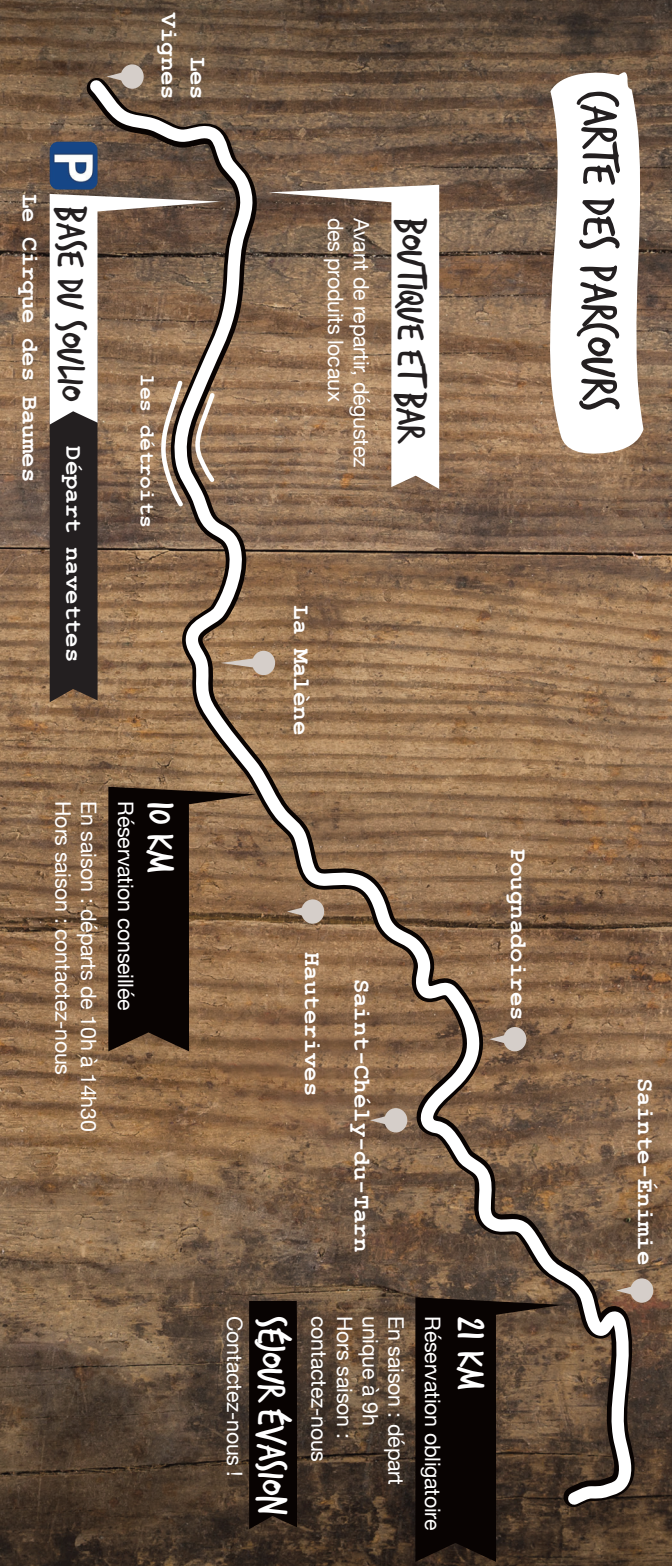 CARTE DES PARCOURS
Les
Vignes
BOUTIQUE ET BAR
Avant de repartir, dégustez
des produits locaux
P
BASE DU SOULIO
Départ navettes
Le Cirque des Baumes
les détroits
La Malène
10 KM
Réservation conseillée
En saison : départs de 10h à 14h30
Hors saison : contactez-nous
Hauterives
Pougnadoires
Saint-Chély-du-Tarn
Sainte-Énimie
21 KM
Réservation obligatoire
En saison : départ
unique à 9h
Hors saison :
contactez-nous
SÉJOUR ÉVASION
Contactez-nous !